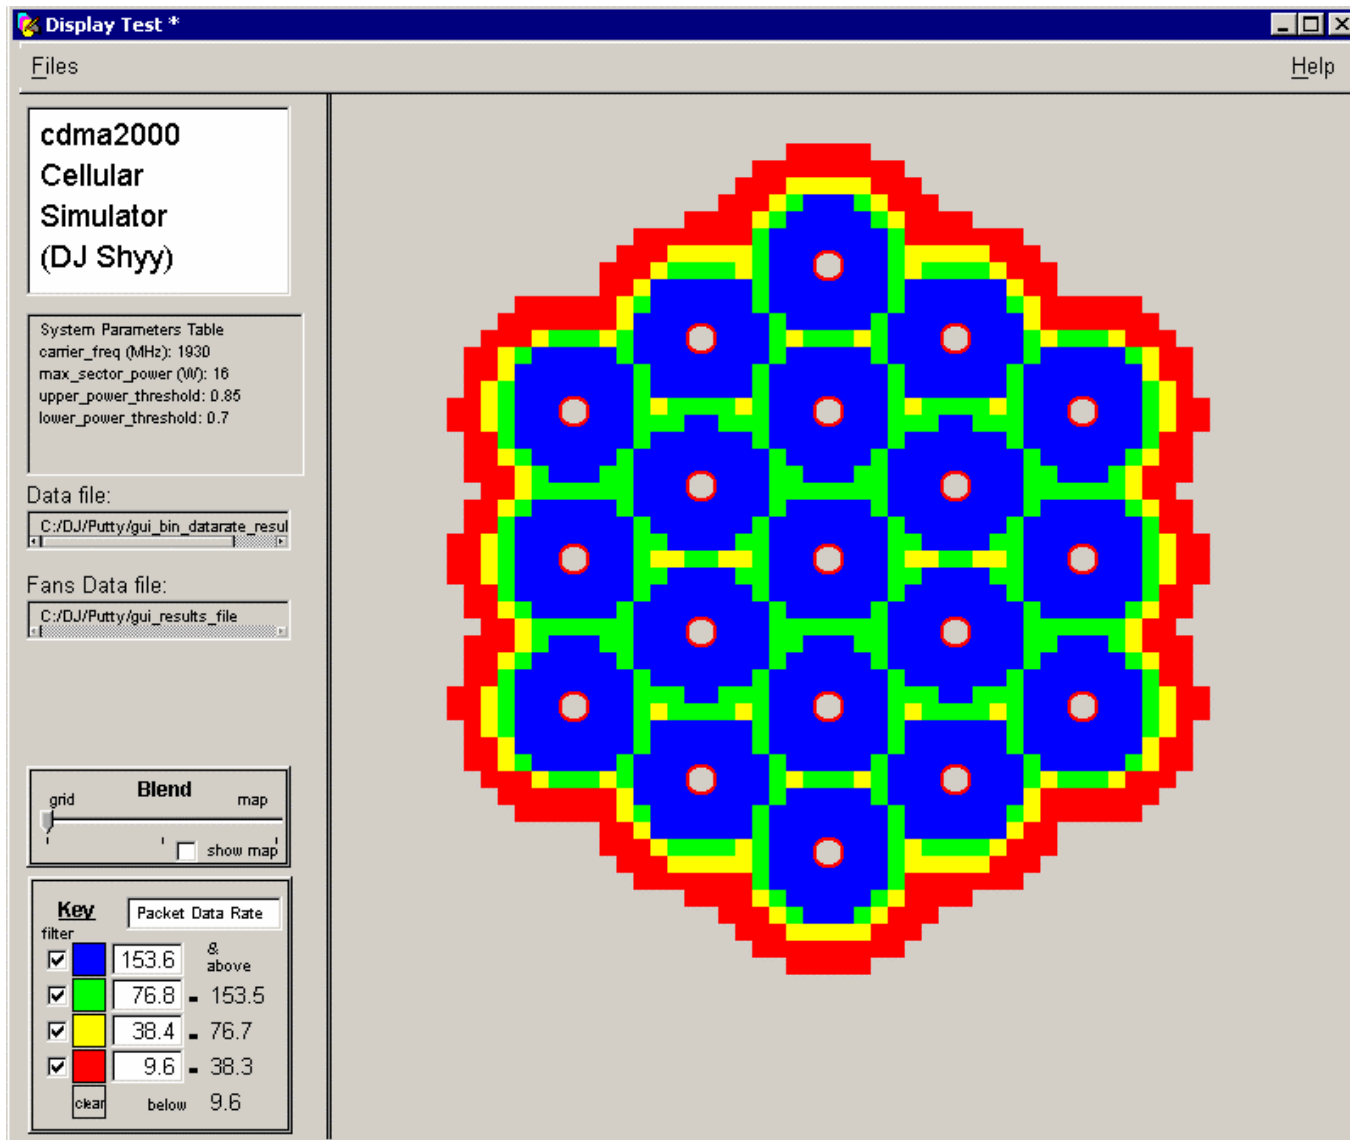 Display Test *
Files
Help
cdma2000
Cellular
Simulator
(DJ Shyy)
System Parameters Table
carrier_freq (MHz): 1930
max_sector_power (W): 16
upper_power_threshold: 0.85
lower_power_threshold: 0.7
Data file:
C:/DJ/Putty/gui_bin_datarate_resul
Fans Data file:
C:/DJ/Putty/gui_results_file
Blend
grid map
show map
Key Packet Data Rate
filter
153.6 & above
76.8 - 153.5
38.4 - 76.7
9.6 - 38.3
clear below 9.6